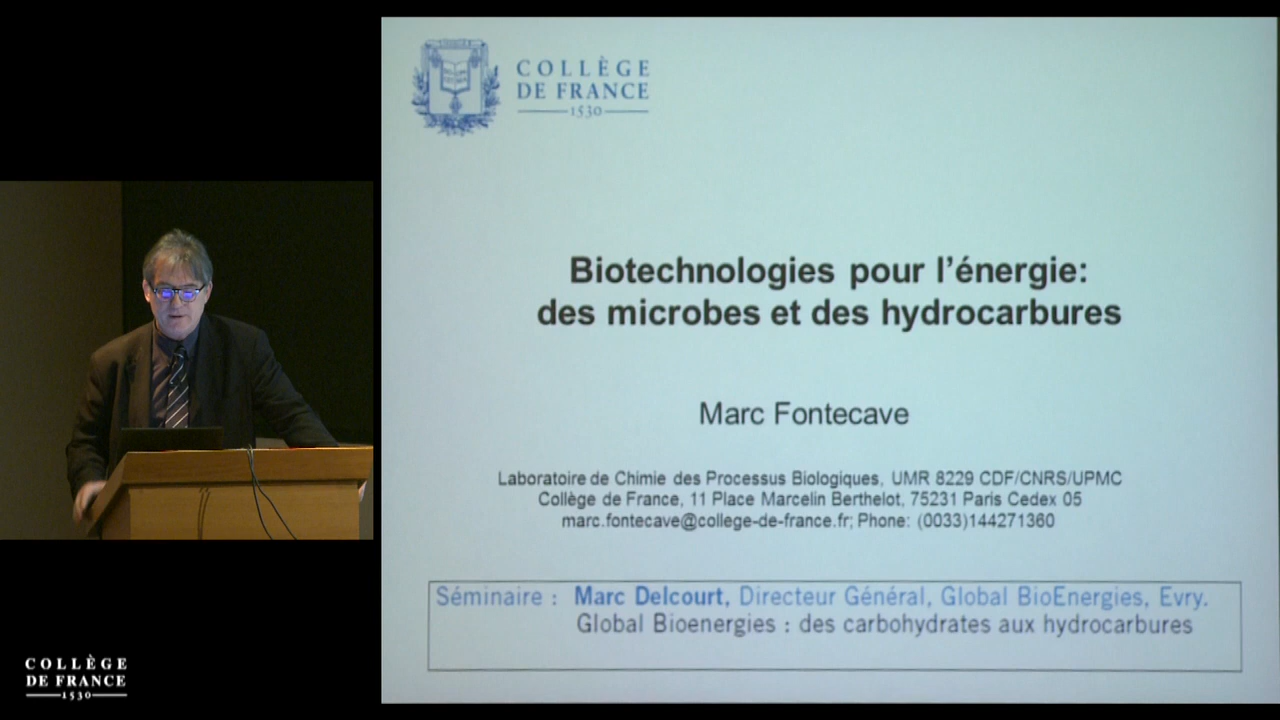 COLLÈGE
DE FRANCE
1530
Biotechnologies pour l’énergie:
des microbes et des hydrocarbures
Marc Fontecave
Laboratoire de Chimie des Processus Biologiques, UMR 8229 CDF/CNRS/UPMC
Collège de France, 11 Place Marcelin Berthelot, 75231 Paris Cedex 05
marc.fontecave@college-de-france.fr; Phone: (0033)144271360
Séminaire : Marc Delcourt, Directeur Général, Global BioEnergies, Evry.
Global Bioenergies : des carbohydrates aux hydrocarbures
COLLÈGE
DE FRANCE
1530